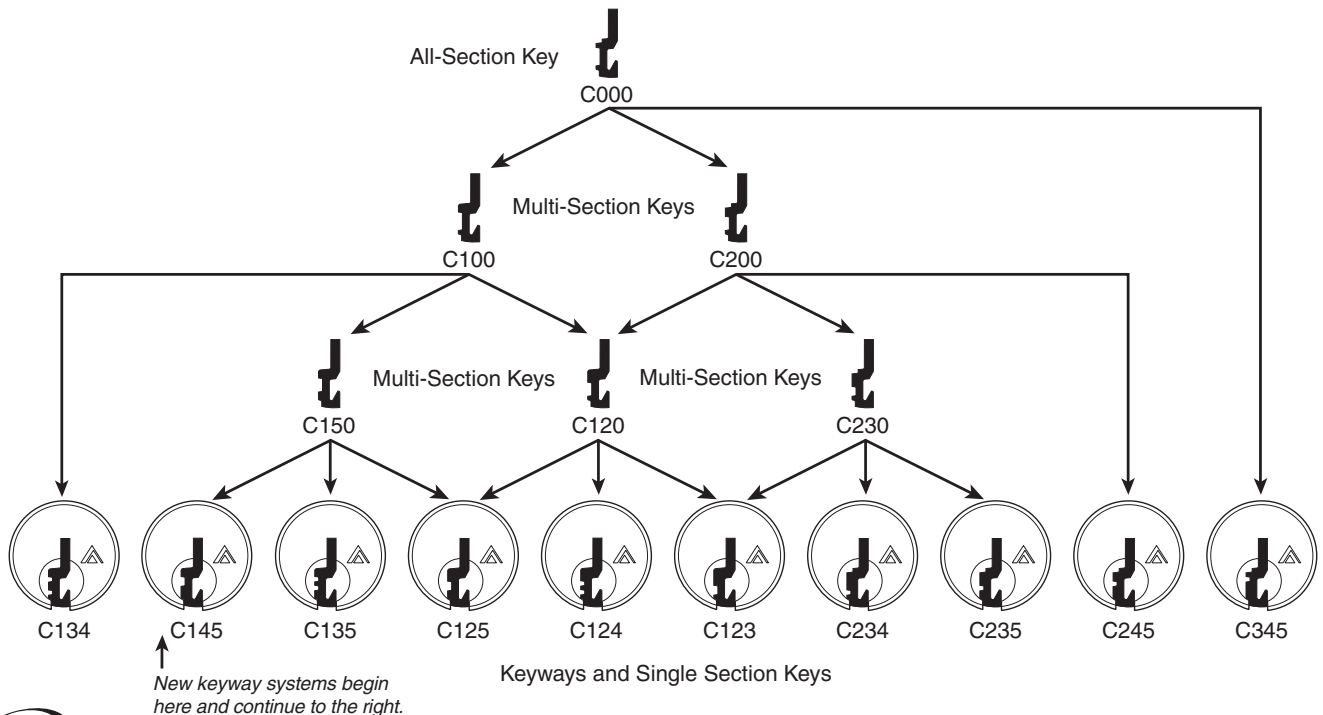 All-Section Key
C000
Multi-Section Keys
C100
C200
Multi-Section Keys
Multi-Section Keys
C150
C120
C230
C134
C145
C135
C125
C124
C123
C234
C235
C245
C345
New keyway systems begin
here and continue to the right.
Keyways and Single Section Keys